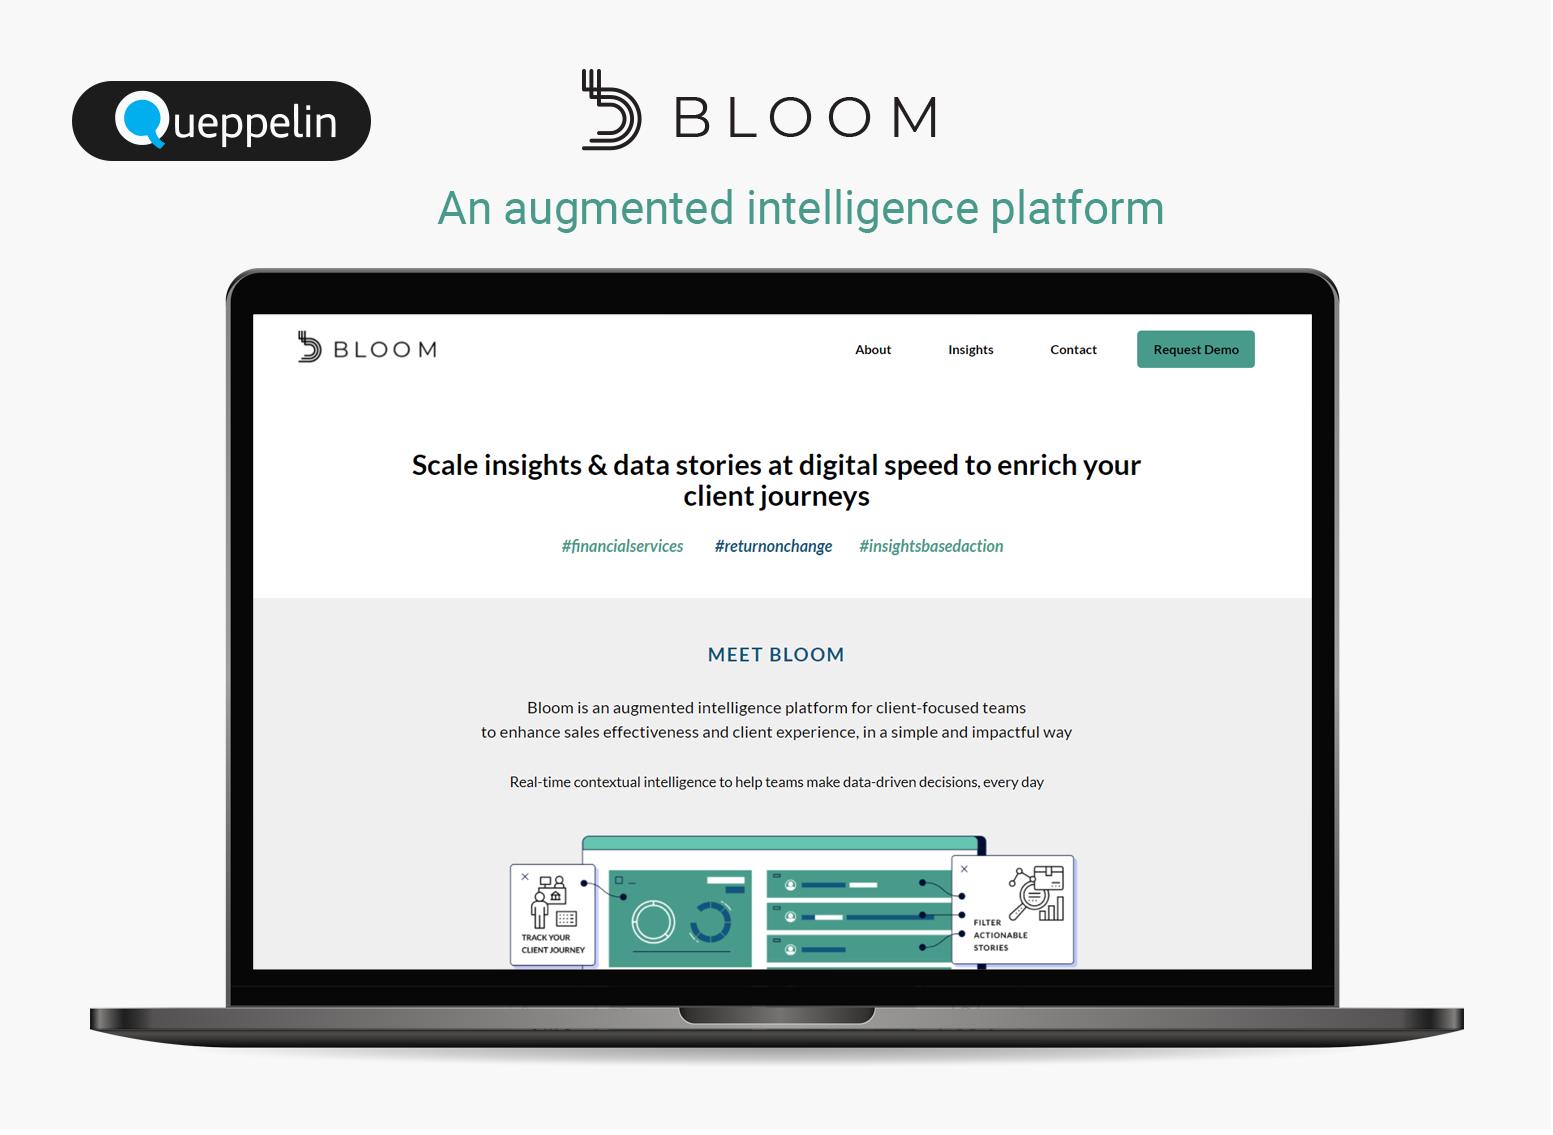 Queppelin
BLOOM
An augmented intelligence platform
BLOOM
About
Insights
Contact
Request Demo
Scale insights & data stories at digital speed to enrich your
client journeys
#financialservices #returnonchange #insightsbasedaction
MEET BLOOM
Bloom is an augmented intelligence platform for client-focused teams
to enhance sales effectiveness and client experience, in a simple and impactful way
Real-time contextual intelligence to help teams make data-driven decisions, every day
TRACK YOUR
CLIENT JOURNEY
FILTER
ACTIONABLE
STORIES